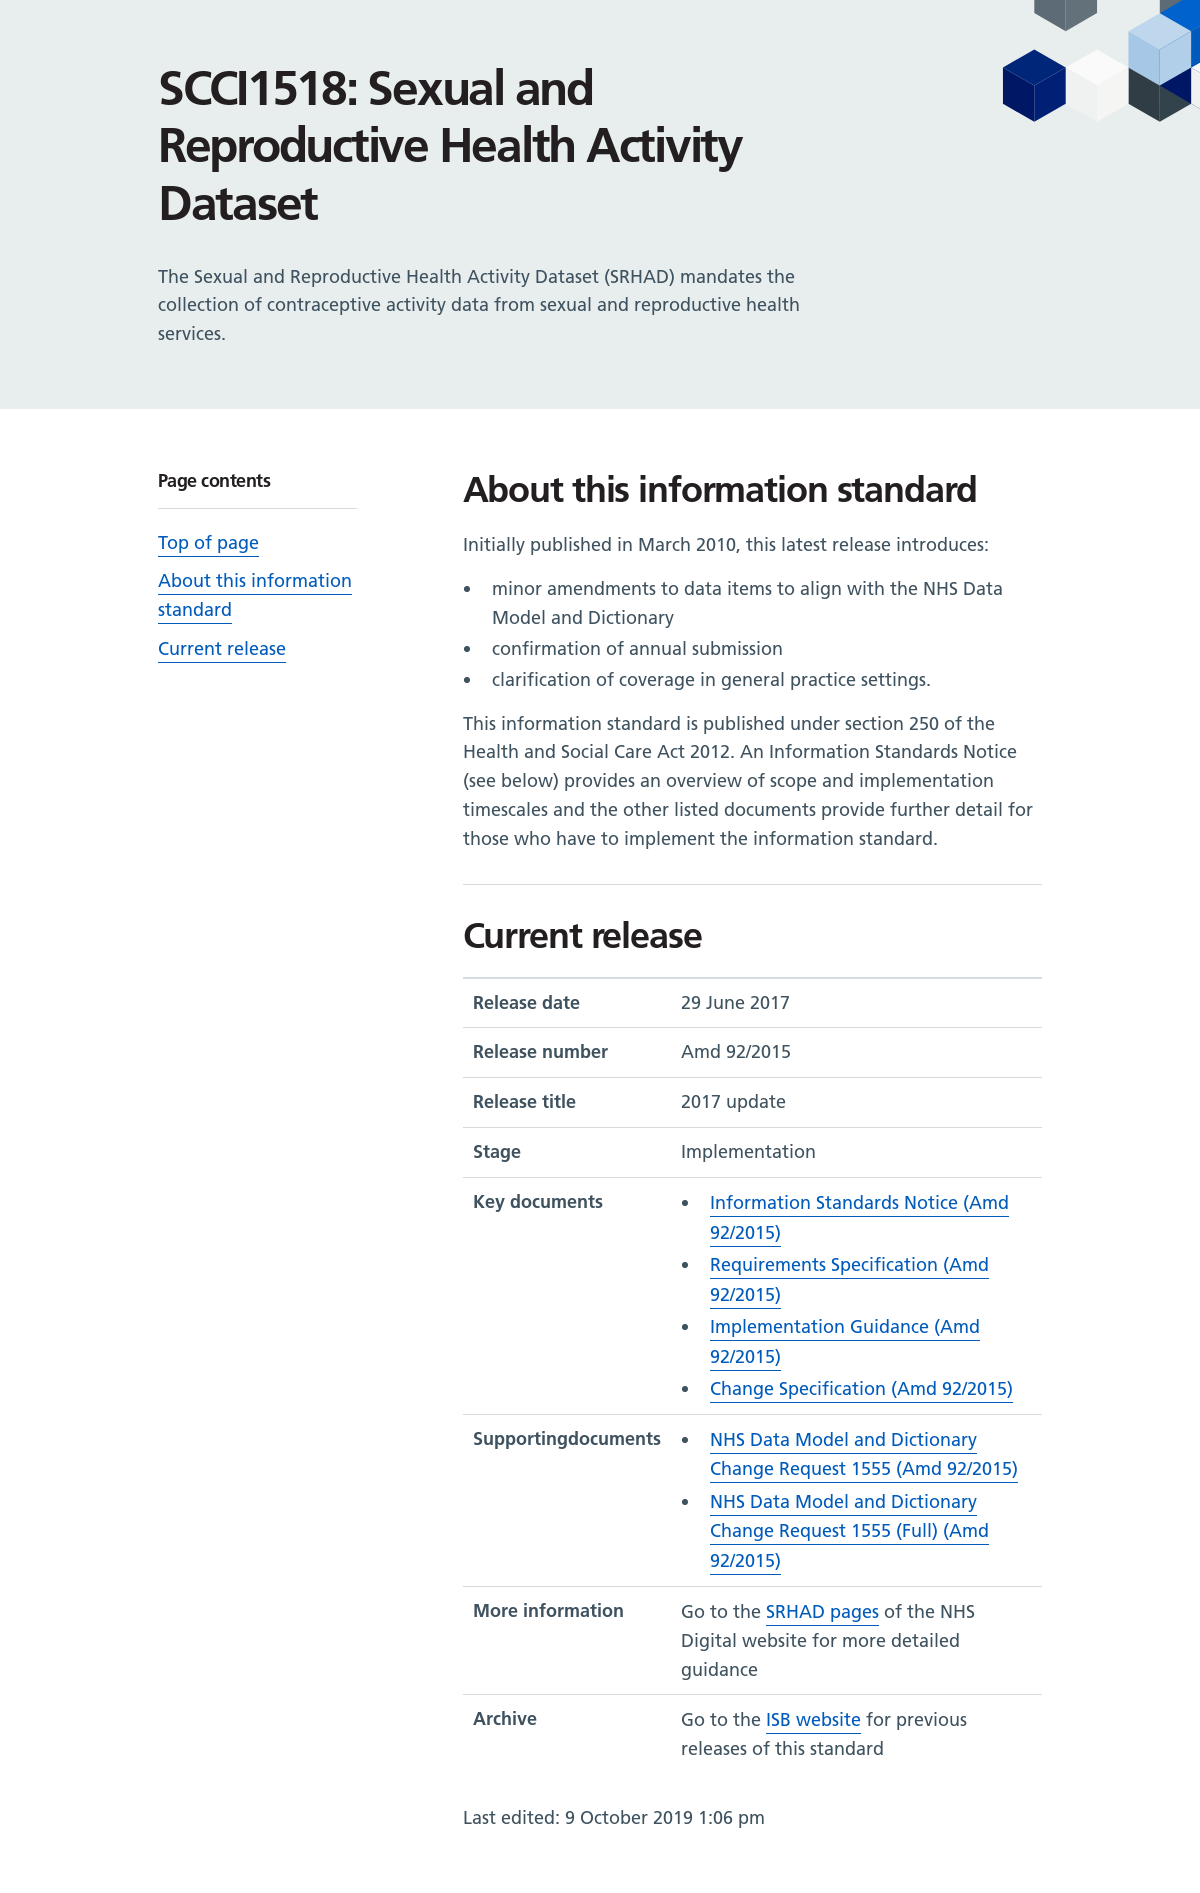 SCCI1518: Sexual and
Reproductive Health Activity
Dataset
The Sexual and Reproductive Health Activity Dataset (SRHAD) mandates the
collection of contraceptive activity data from sexual and reproductive health
services.
Page contents
Top of page
About this information
standard
Current release
About this information standard
Initially published in March 2010, this latest release introduces:
• minor amendments to data items to align with the NHS Data
Model and Dictionary
• confirmation of annual submission
• clarification of coverage in general practice settings.
This information standard is published under section 250 of the
Health and Social Care Act 2012. An Information Standards Notice
(see below) provides an overview of scope and implementation
timescales and the other listed documents provide further detail for
those who have to implement the information standard.
Current release
Release date 29 June 2017
Release number Amd 92/2015
Release title 2017 update
Stage Implementation
Key documents • Information Standards Notice (Amd
92/2015)
• Requirements Specification (Amd
92/2015)
• Implementation Guidance (Amd
92/2015)
• Change Specification (Amd 92/2015)
Supportingdocuments • NHS Data Model and Dictionary
Change Request 1555 (Amd 92/2015)
• NHS Data Model and Dictionary
Change Request 1555 (Full) (Amd
92/2015)
More information Go to the SRHAD pages of the NHS
Digital website for more detailed
guidance
Archive Go to the ISB website for previous
releases of this standard
Last edited: 9 October 2019 1:06 pm